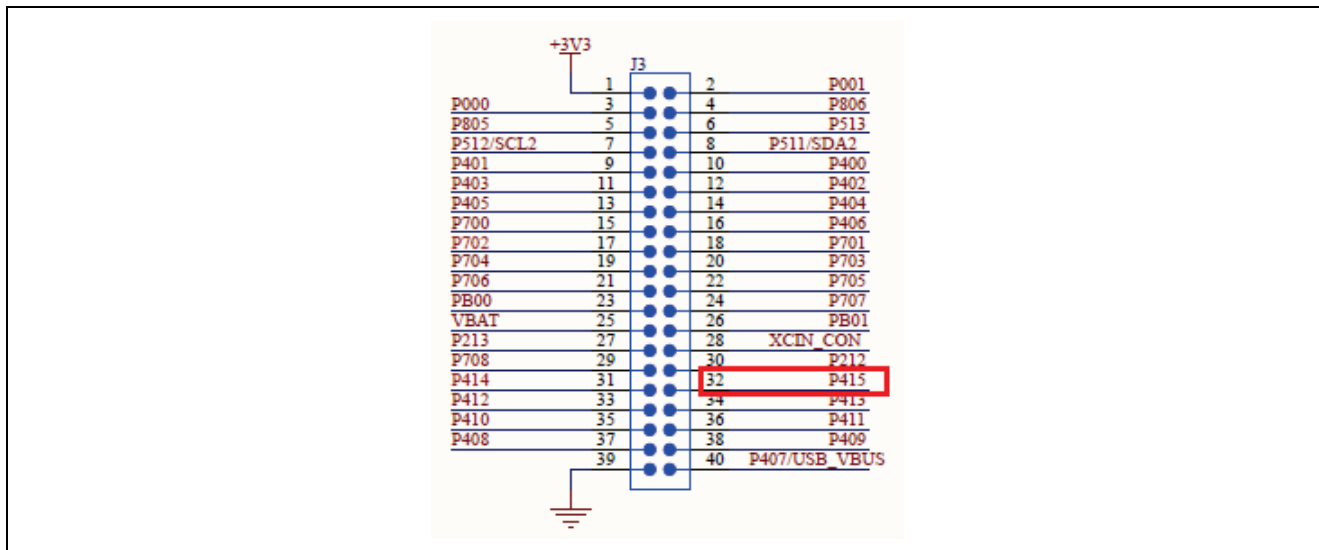 +3V3
J3
1 2 P001
P000 3 4 P806
P805 5 6 P513
P512/SCL2 7 8 P511/SDA2
P401 9 10 P400
P403 11 12 P402
P405 13 14 P404
P700 15 16 P406
P702 17 18 P701
P704 19 20 P703
P706 21 22 P705
PB00 23 24 P707
VBAT 25 26 PB01
P213 27 28 XCIN_CON
P708 29 30 P212
P414 31 32 P415
P412 33 34 P413
P410 35 36 P411
P408 37 38 P409
39 40 P407/USB_VBUS